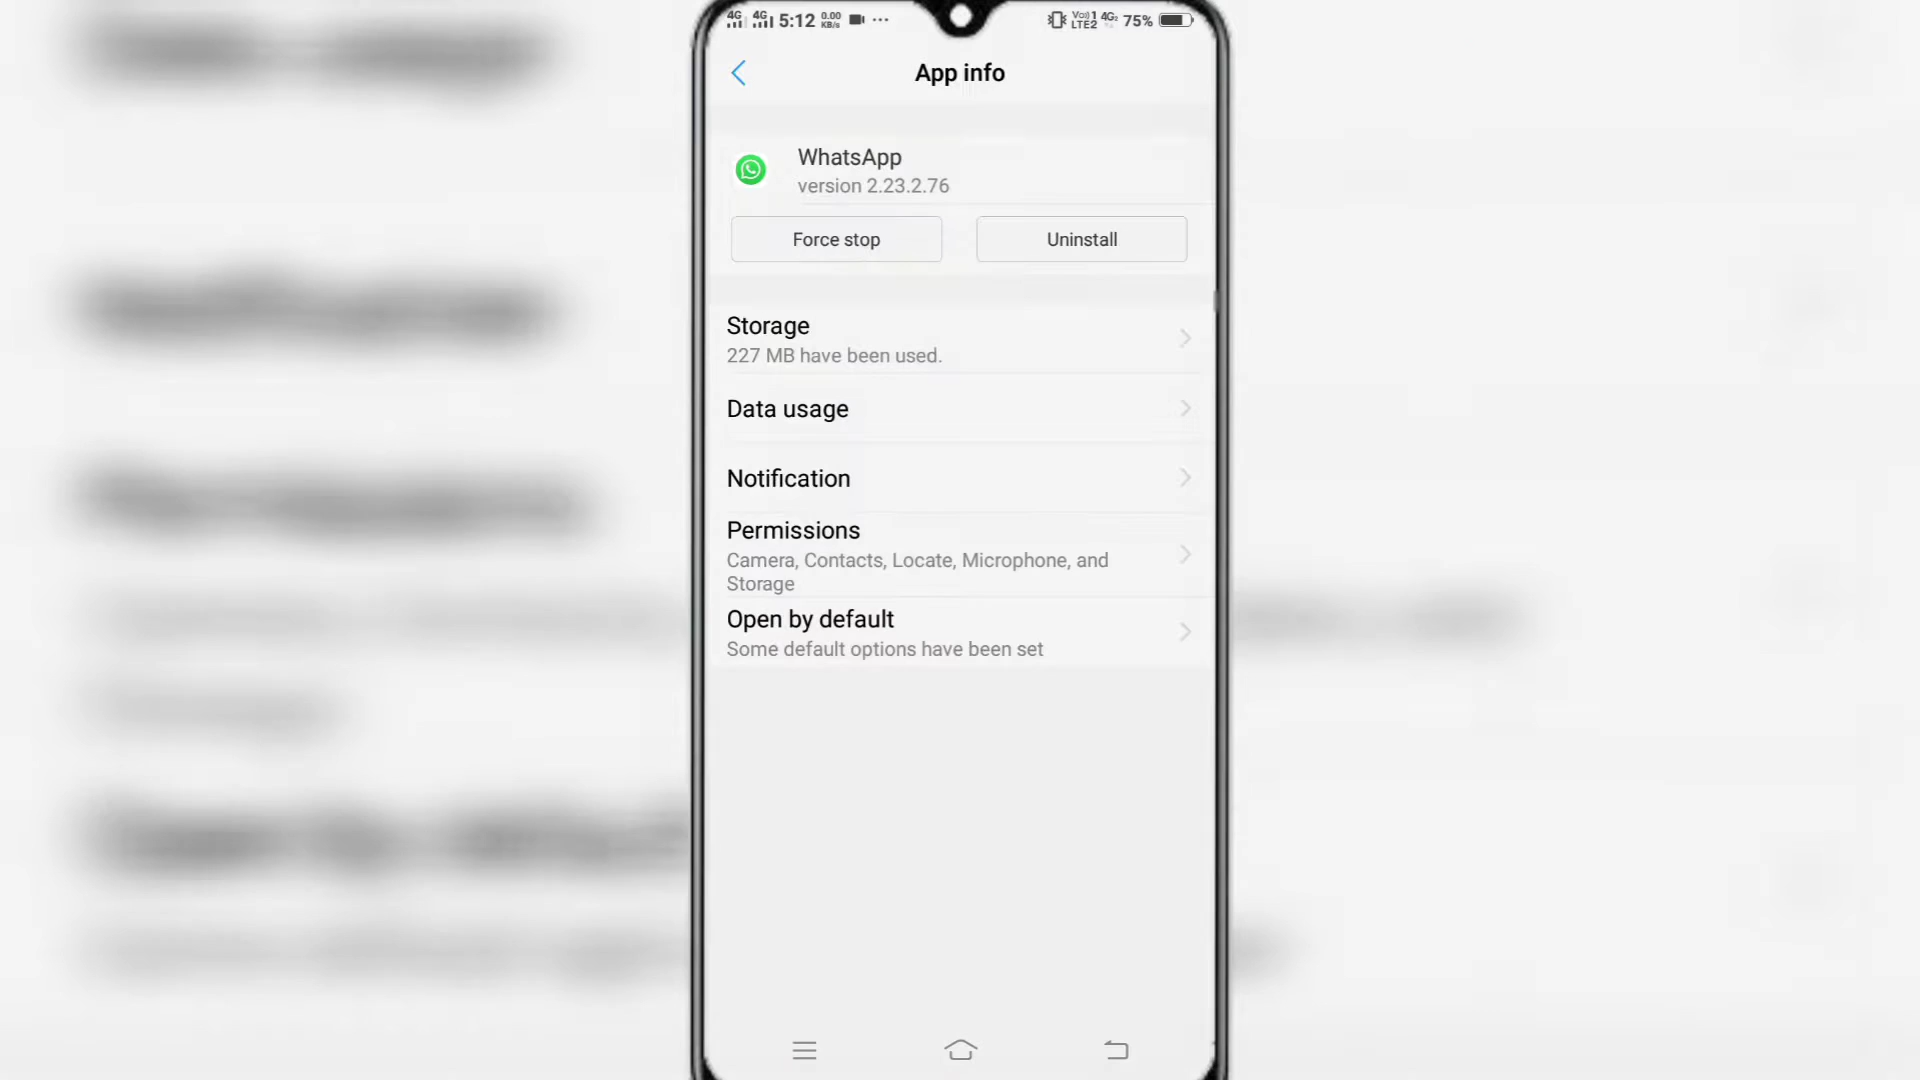 4G 4G 5:12 0.00 KB/s ··· 75%
App info
WhatsApp
version 2.23.2.76
Force stop Uninstall
Storage
227 MB have been used.
Data usage
Notification
Permissions
Camera, Contacts, Locate, Microphone, and
Storage
Open by default
Some default options have been set